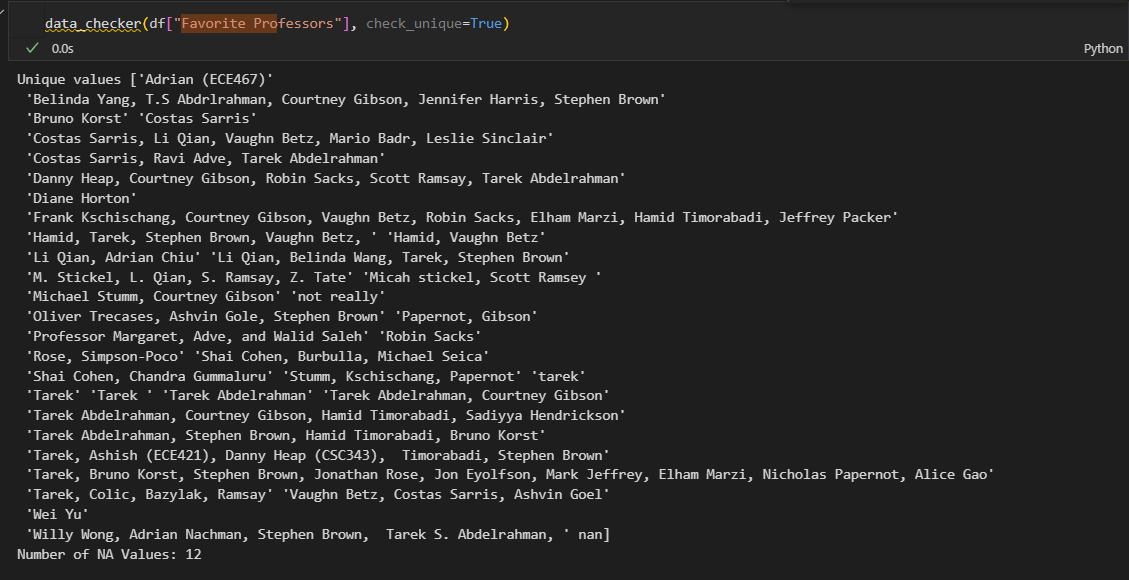 data_checker(df["Favorite Professors"], check_unique=True)
0.0s
Python
Unique values ['Adrian (ECE467)'
'Belinda Yang, T.S Abdrlrahman, Courtney Gibson, Jennifer Harris, Stephen Brown'
'Bruno Korst' 'Costas Sarris'
'Costas Sarris, Li Qian, Vaughn Betz, Mario Badr, Leslie Sinclair'
'Costas Sarris, Ravi Adve, Tarek Abdelrahman'
'Danny Heap, Courtney Gibson, Robin Sacks, Scott Ramsay, Tarek Abdelrahman'
'Diane Horton'
'Frank Kschischang, Courtney Gibson, Vaughn Betz, Robin Sacks, Elham Marzi, Hamid Timorabadi, Jeffrey Packer'
'Hamid, Tarek, Stephen Brown, Vaughn Betz, ' 'Hamid, Vaughn Betz'
'Li Qian, Adrian Chiu' 'Li Qian, Belinda Wang, Tarek, Stephen Brown'
'M. Stickel, L. Qian, S. Ramsay, Z. Tate' 'Micah stickel, Scott Ramsey '
'Michael Stumm, Courtney Gibson' 'not really'
'Oliver Trecases, Ashvin Gole, Stephen Brown' 'Papernot, Gibson'
'Professor Margaret, Adve, and Walid Saleh' 'Robin Sacks'
'Rose, Simpson-Poco' 'Shai Cohen, Burbulla, Michael Seica'
'Shai Cohen, Chandra Gummaluru' 'Stumm, Kschischang, Papernot' 'tarek'
'Tarek' 'Tarek ' 'Tarek Abdelrahman' 'Tarek Abdelrahman, Courtney Gibson'
'Tarek Abdelrahman, Courtney Gibson, Hamid Timorabadi, Sadiyya Hendrickson'
'Tarek Abdelrahman, Stephen Brown, Hamid Timorabadi, Bruno Korst'
'Tarek, Ashish (ECE421), Danny Heap (CSC343),  Timorabadi, Stephen Brown'
'Tarek, Bruno Korst, Stephen Brown, Jonathan Rose, Jon Eyolfson, Mark Jeffrey, Elham Marzi, Nicholas Papernot, Alice Gao'
'Tarek, Colic, Bazylak, Ramsay' 'Vaughn Betz, Costas Sarris, Ashvin Goel'
'Wei Yu'
'Willy Wong, Adrian Nachman, Stephen Brown,  Tarek S. Abdelrahman, ' nan]
Number of NA Values: 12